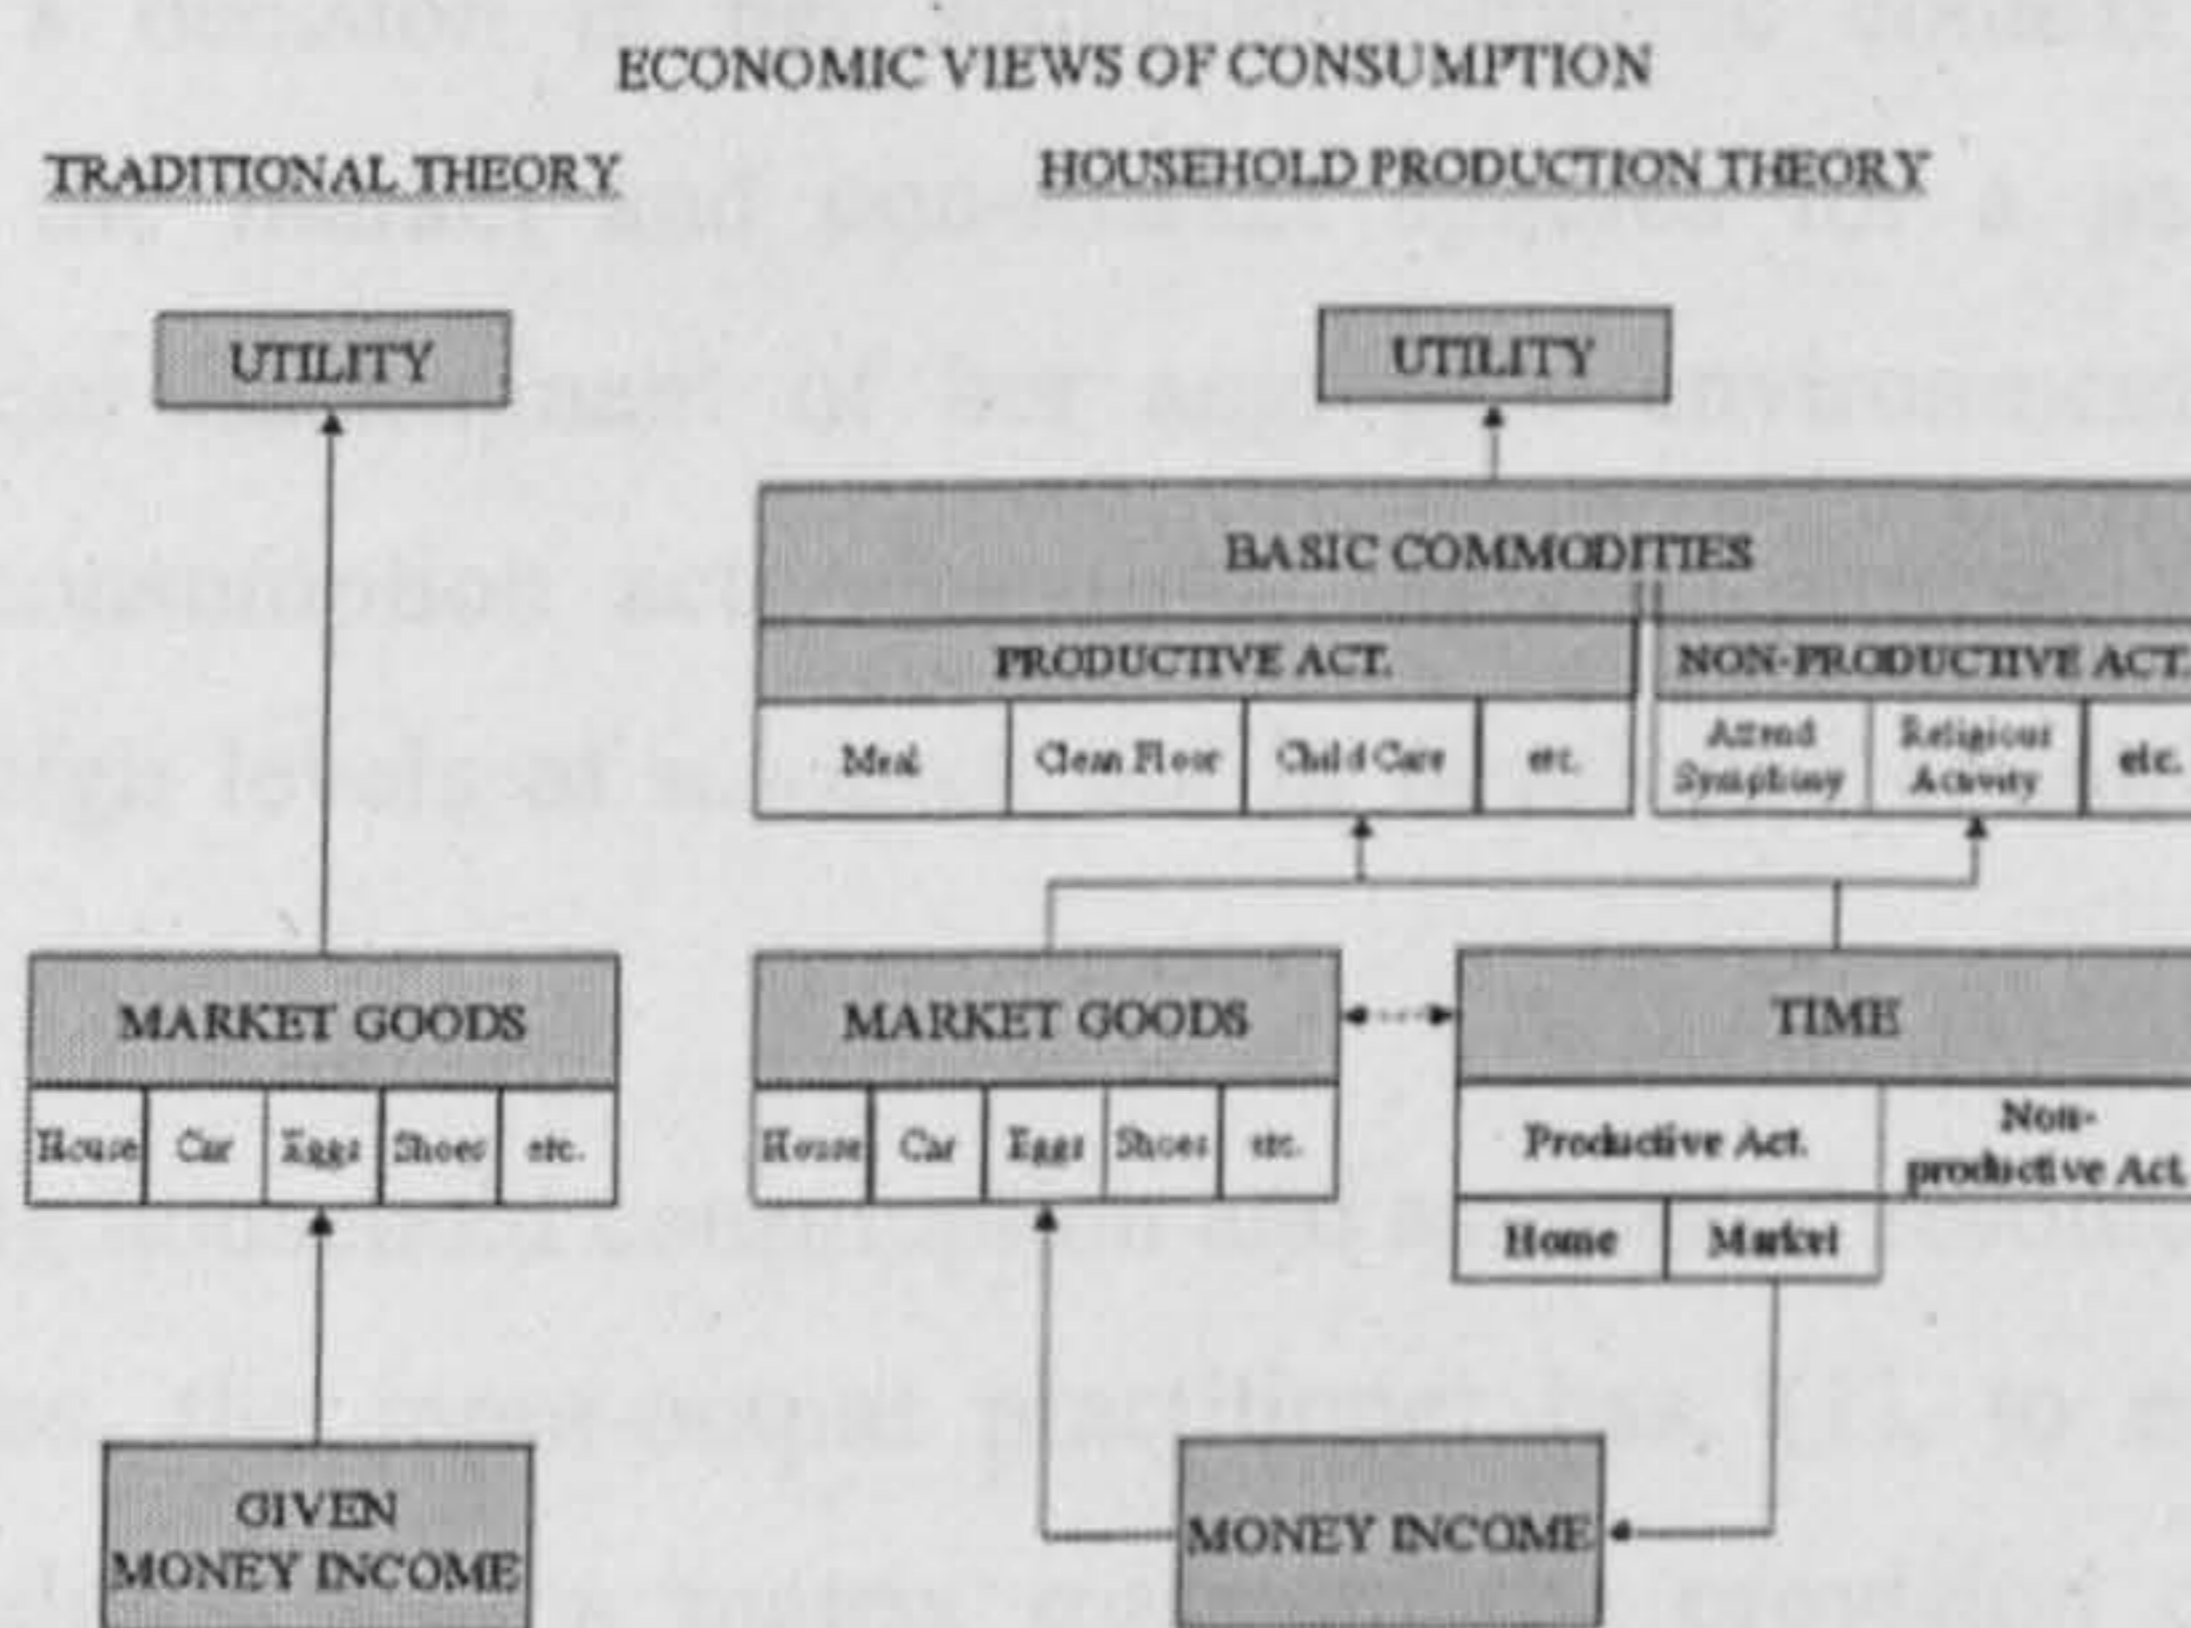 ECONOMIC VIEWS OF CONSUMPTION
TRADITIONAL THEORY
UTILITY
MARKET GOODS
House Car Eggs Shoes etc.
GIVEN
MONEY INCOME
HOUSEHOLD PRODUCTION THEORY
UTILITY
BASIC COMMODITIES
PRODUCTIVE ACT.
Meal Clean Floor Child Care etc.
NON-PRODUCTIVE ACT.
Attend
Symphony
Religious
Activity
etc.
MARKET GOODS
House Car Eggs Shoes etc.
TIME
Productive Act.
Non-
productive Act.
Home Market
MONEY INCOME